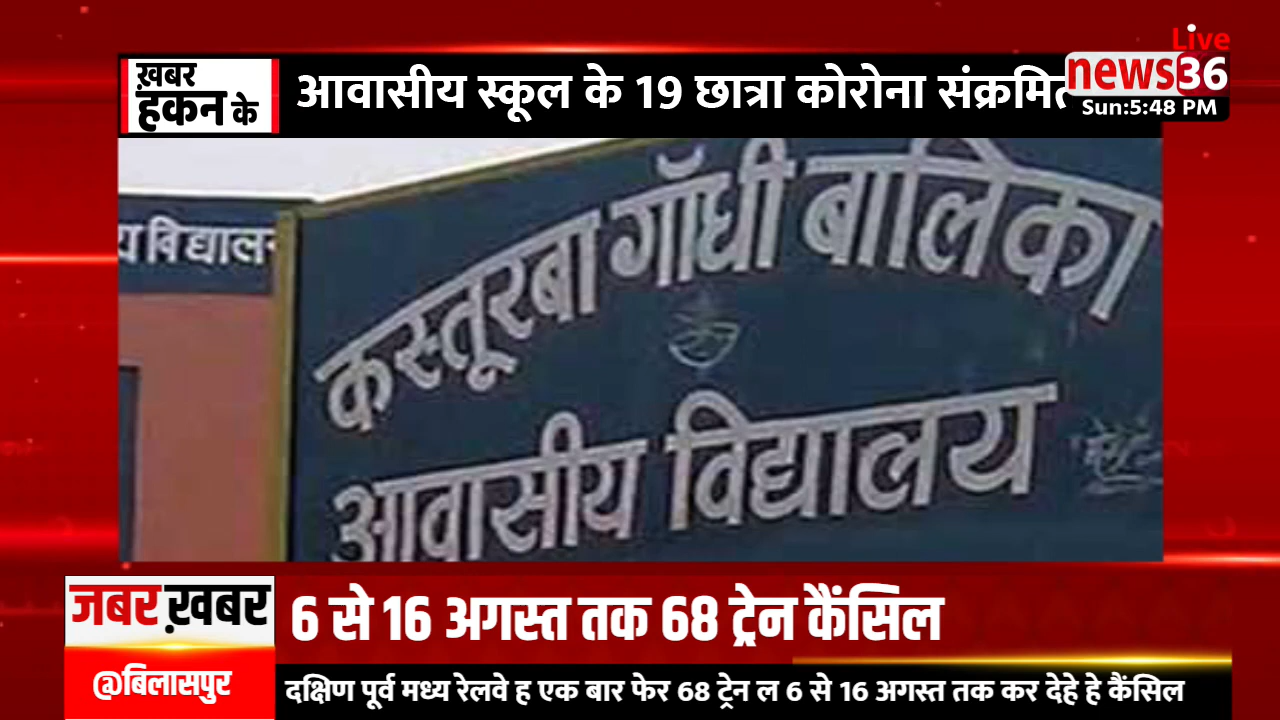 Live
news36
Sun:5:48 PM
ख़बर
हकन के
आवासीय स्कूल के 19 छात्रा कोरोना संक्रमित
य विद्याल
कस्तूरबा गाँधी बालिका
आवासीय विद्यालय
जबर ख़बर
6 से 16 अगस्त तक 68 ट्रेन कैंसिल
@बिलासपुर
दक्षिण पूर्व मध्य रेलवे ह एक बार फेर 68 ट्रेन ल 6 से 16 अगस्त तक कर देहे हे कैंसिल